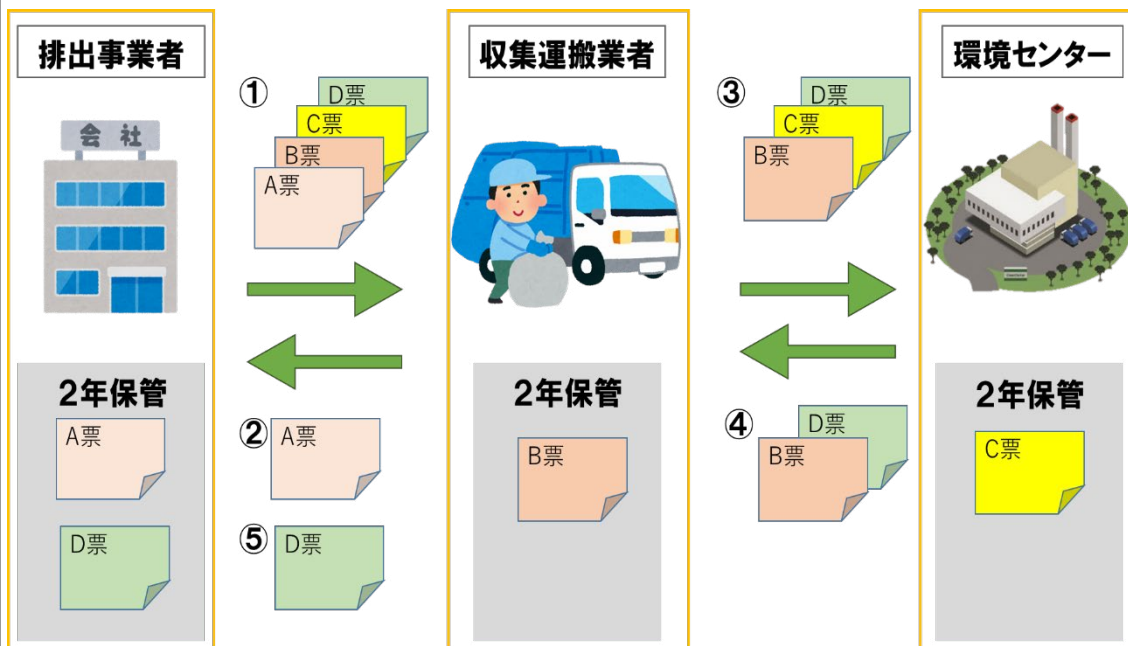 排出事業者
収集運搬業者
環境センター
会社
①
D票
C票
B票
A票
③
D票
C票
B票
2年保管
A票
D票
②
A票
⑤
D票
2年保管
B票
④
D票
B票
2年保管
C票